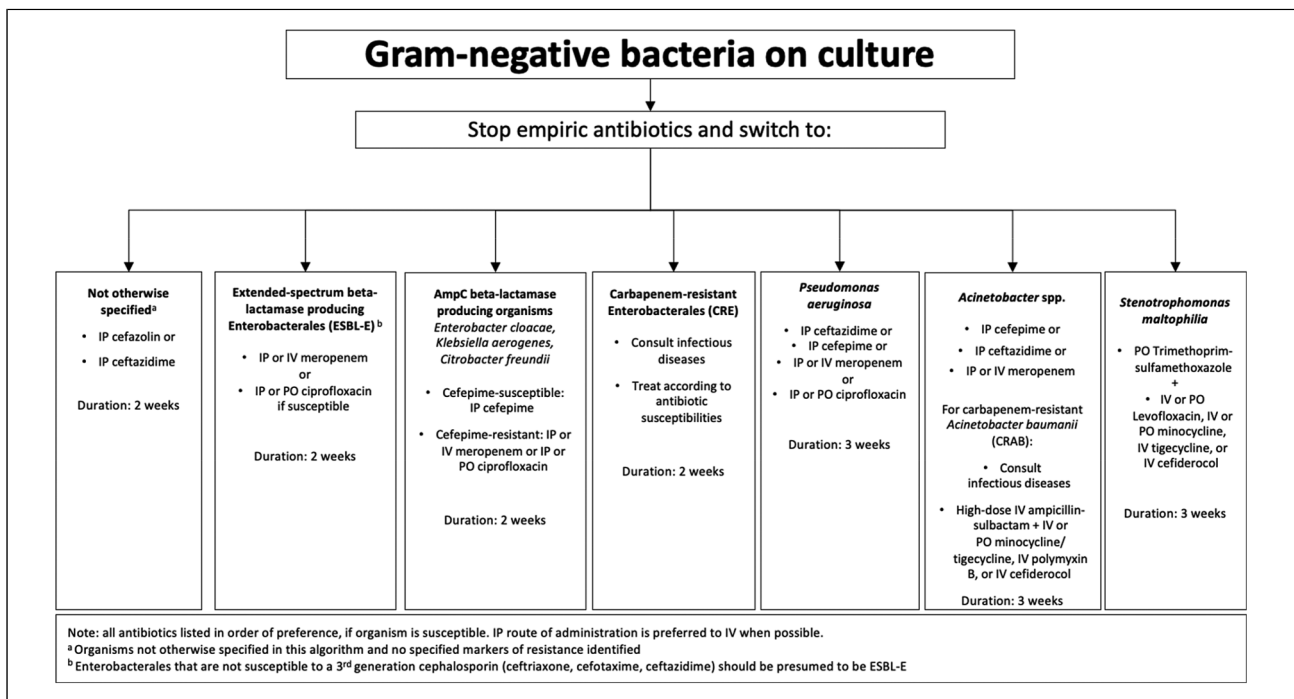 Gram-negative bacteria on culture
Stop empiric antibiotics and switch to:
Not otherwise
specifiedᵃ
• IP cefazolin or
• IP ceftazidime
Duration: 2 weeks
Extended-spectrum beta-
lactamase producing
Enterobacterales (ESBL-E) ᵇ
• IP or IV meropenem
or
• IP or PO ciprofloxacin
if susceptible
Duration: 2 weeks
AmpC beta-lactamase
producing organisms
Enterobacter cloacae,
Klebsiella aerogenes,
Citrobacter freundii
• Cefepime-susceptible:
IP cefepime
• Cefepime-resistant: IP or
IV meropenem or IP or
PO ciprofloxacin
Duration: 2 weeks
Carbapenem-resistant
Enterobacterales (CRE)
• Consult infectious
diseases
• Treat according to
antibiotic
susceptibilities
Duration: 2 weeks
Pseudomonas
aeruginosa
• IP ceftazidime or
• IP cefepime or
• IP or IV meropenem
or
• IP or PO ciprofloxacin
Duration: 3 weeks
Acinetobacter spp.
• IP cefepime or
• IP ceftazidime or
• IP or IV meropenem
For carbapenem-resistant
Acinetobacter baumanii
(CRAB):
• Consult
infectious diseases
• High-dose IV ampicillin-
sulbactam + IV or
PO minocycline/
tigecycline, IV polymyxin
B, or IV cefiderocol
Duration: 3 weeks
Stenotrophomonas
maltophilia
• PO Trimethoprim-
sulfamethoxazole
+
• IV or PO
Levofloxacin, IV or
PO minocycline,
IV tigecycline, or
IV cefiderocol
Duration: 3 weeks
Note: all antibiotics listed in order of preference, if organism is susceptible. IP route of administration is preferred to IV when possible.
ᵃ Organisms not otherwise specified in this algorithm and no specified markers of resistance identified
ᵇ Enterobacterales that are not susceptible to a 3rd generation cephalosporin (ceftriaxone, cefotaxime, ceftazidime) should be presumed to be ESBL-E